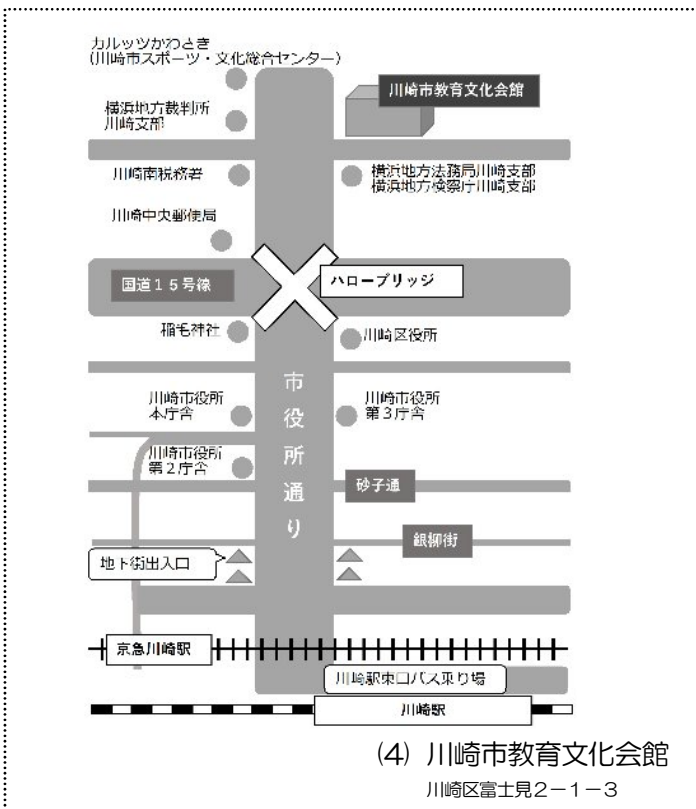 カルッツかわさき
(川崎市スポーツ・文化総合センター)
川崎市教育文化会館
横浜地方裁判所
川崎支部
川崎南税務署
横浜地方法務局川崎支部
横浜地方検察庁川崎支部
川崎中央郵便局
国道15号線
ハローブリッジ
稲毛神社
川崎区役所
市役所通り
川崎市役所
本庁舎
川崎市役所
第3庁舎
川崎市役所
第2庁舎
砂子通
銀柳街
地下街出入口
京急川崎駅
川崎駅東口バス乗り場
川崎駅
(4) 川崎市教育文化会館
川崎区富士見2-1-3